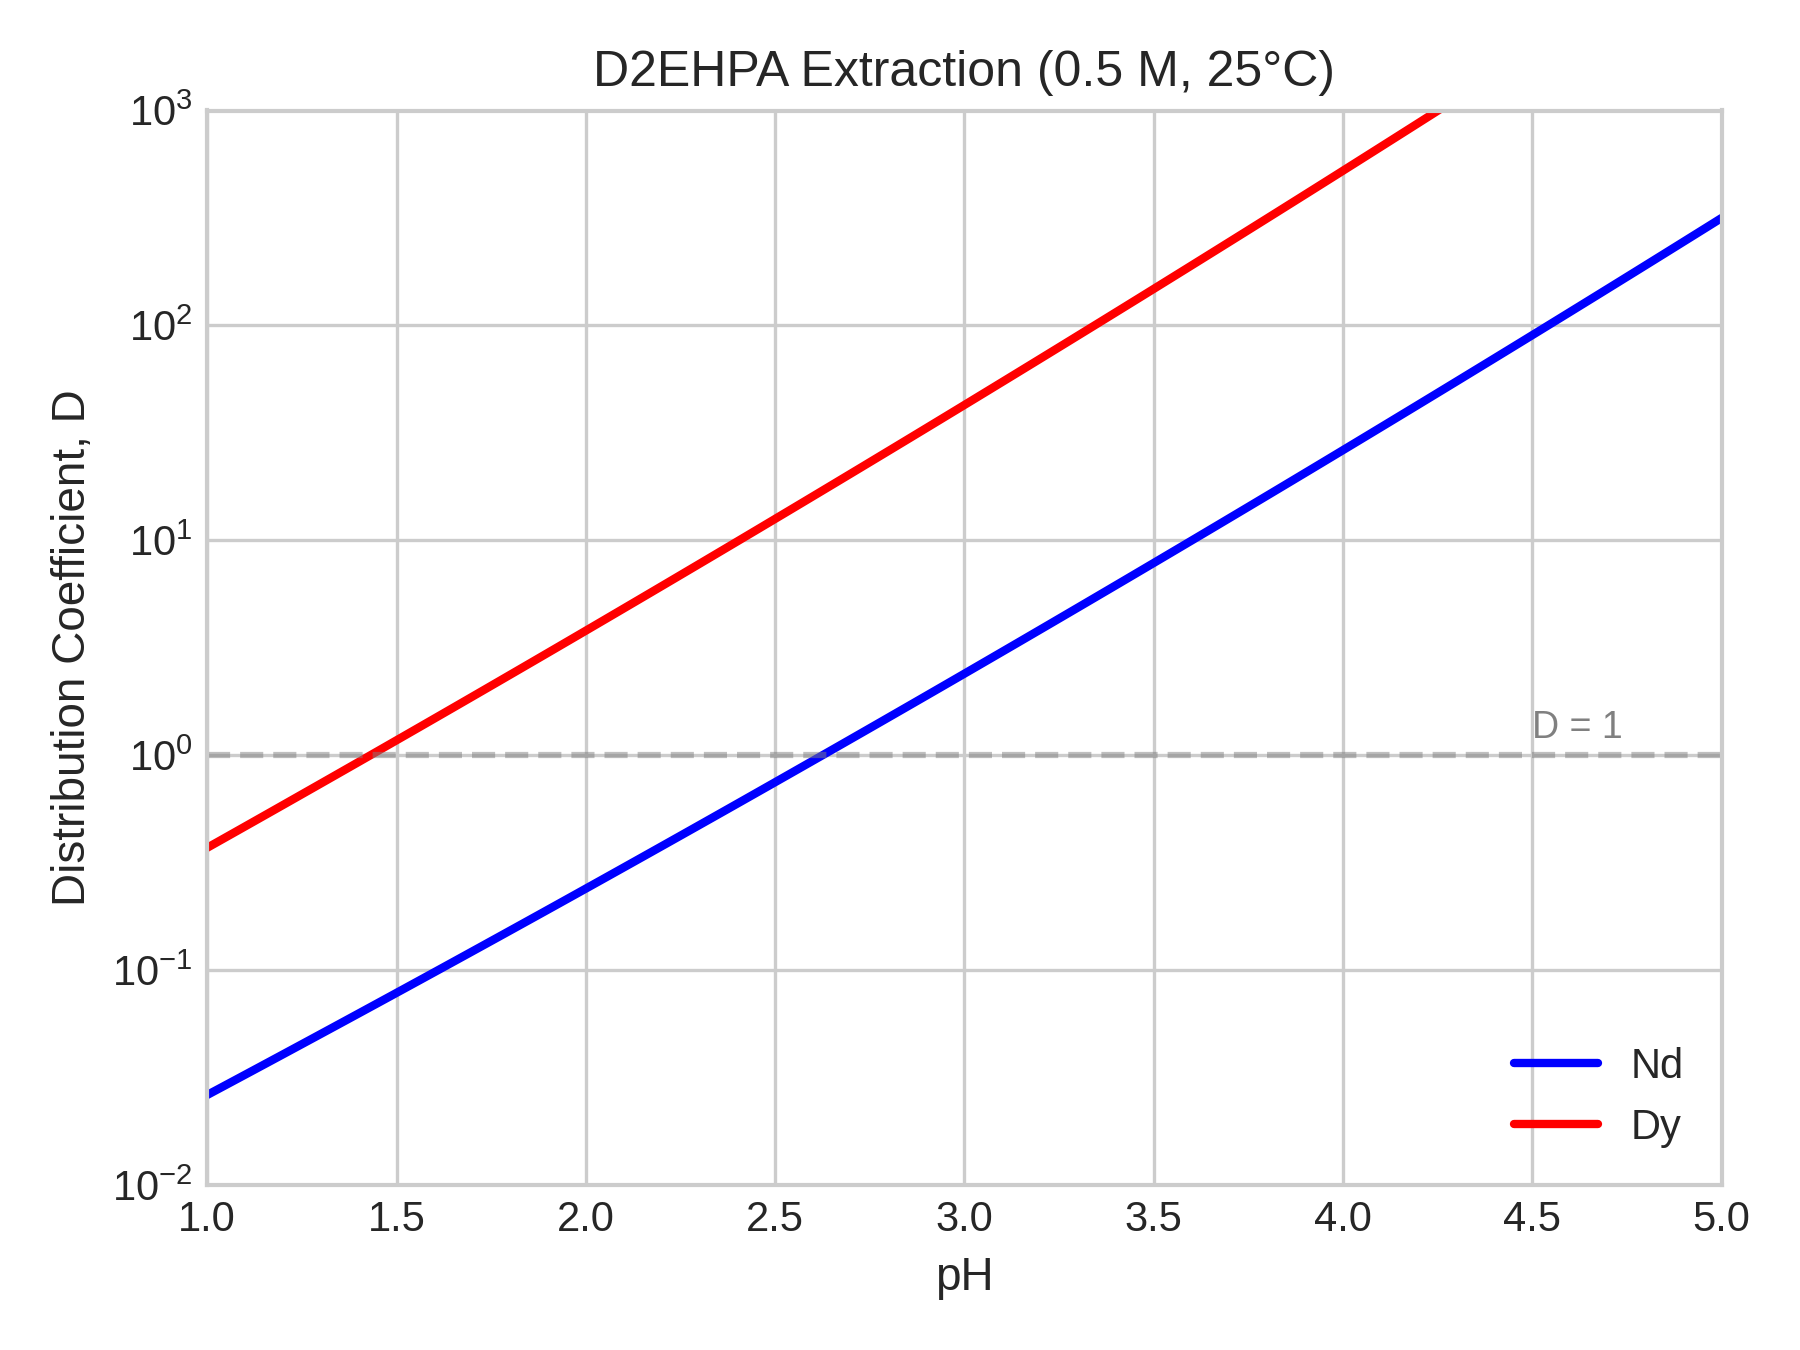 D2EHPA Extraction (0.5 M, 25°C)
10³
10²
10¹
10⁰
10⁻¹
10⁻²
Distribution Coefficient, D
D = 1
Nd
Dy
1.0 1.5 2.0 2.5 3.0 3.5 4.0 4.5 5.0
pH